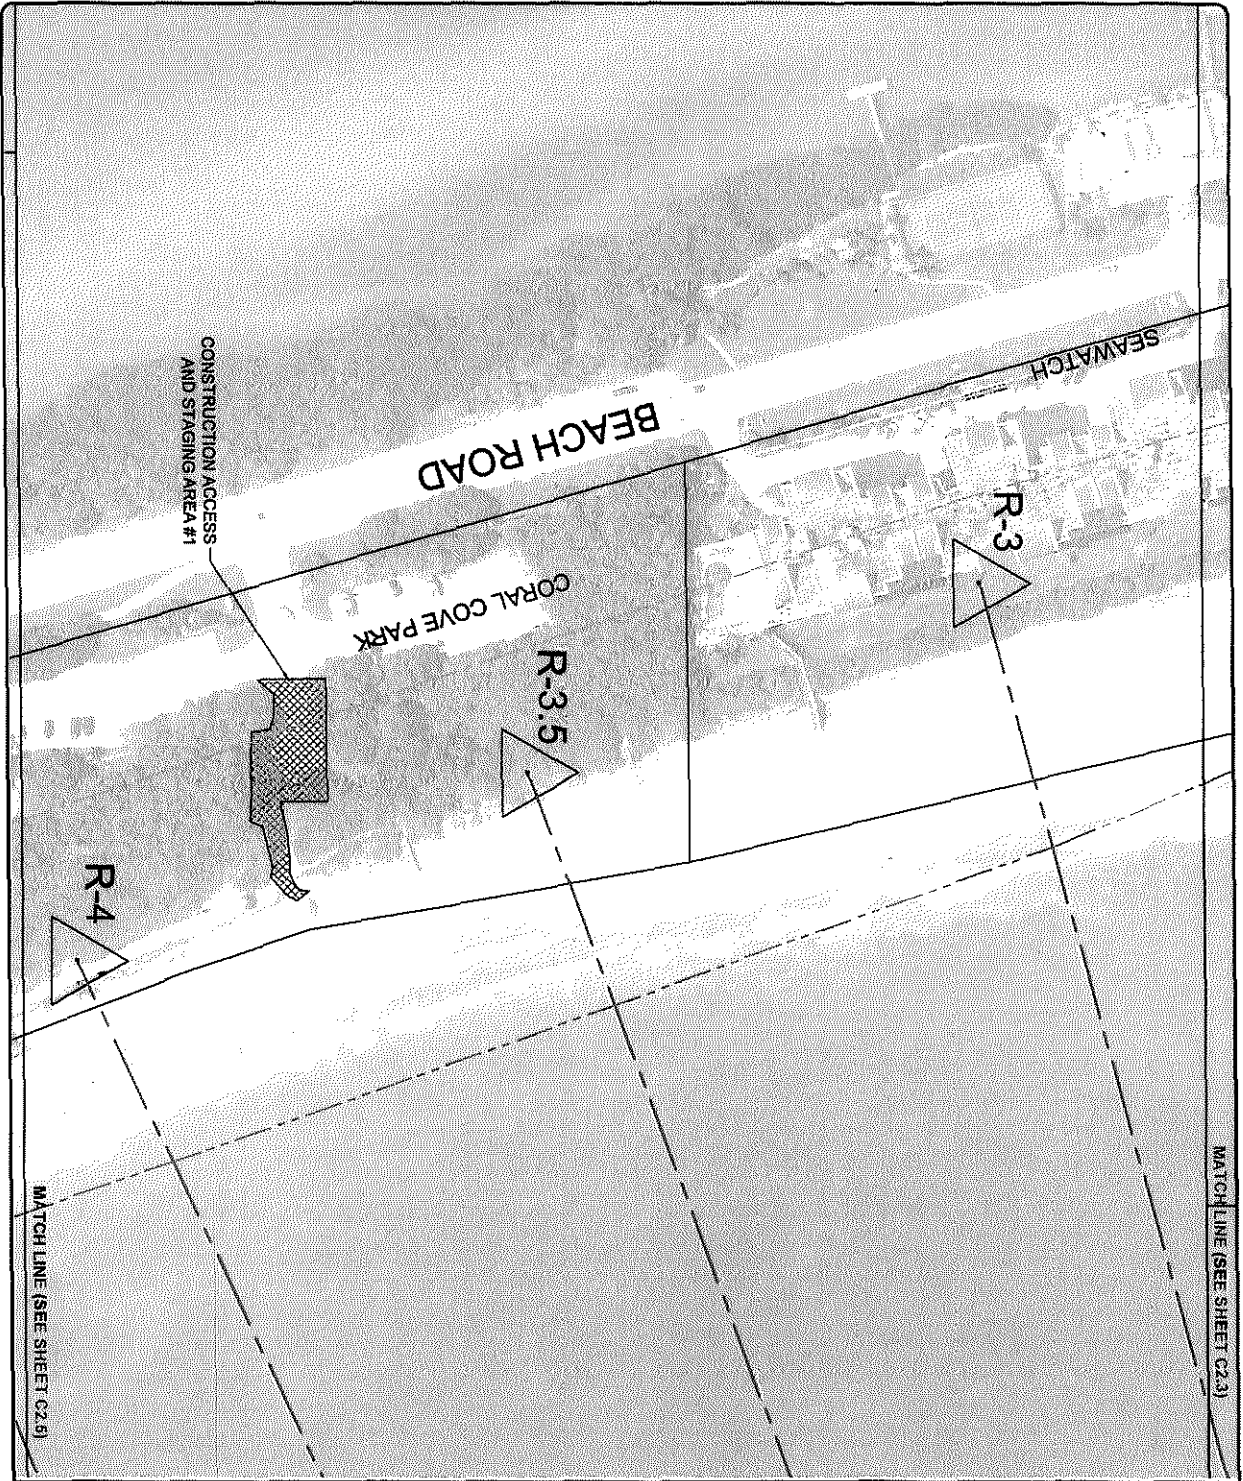 MATCH LINE (SEE SHEET C2.3)
SEAWATCH
R-3
BEACH ROAD
CORAL COVE PARK
R-3.5
CONSTRUCTION ACCESS
AND STAGING AREA #1
R-4
MATCH LINE (SEE SHEET C2.5)